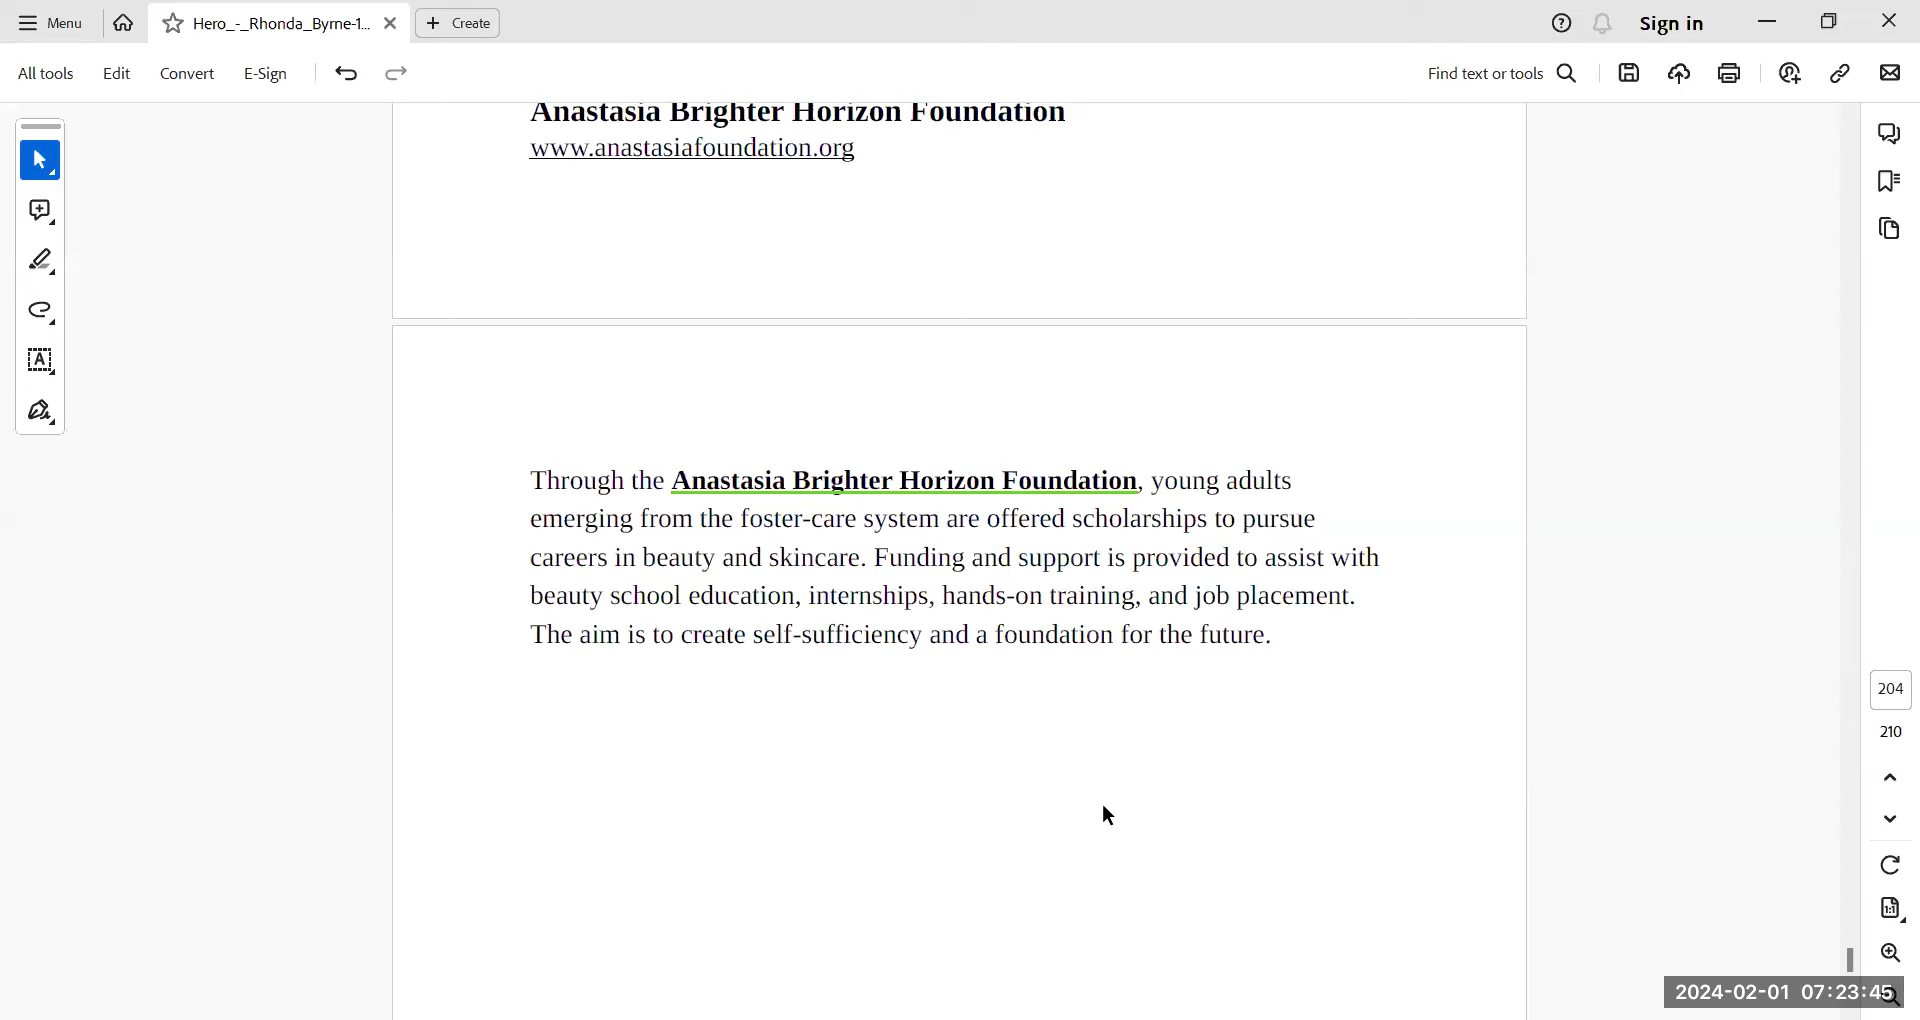 Menu
Hero_-_Rhonda_Byrne-1...
Create
Sign in
All tools
Edit
Convert
E-Sign
Find text or tools
Anastasia Brighter Horizon Foundation
www.anastasiafoundation.org
Through the Anastasia Brighter Horizon Foundation, young adults
emerging from the foster-care system are offered scholarships to pursue
careers in beauty and skincare. Funding and support is provided to assist with
beauty school education, internships, hands-on training, and job placement.
The aim is to create self-sufficiency and a foundation for the future.
204
210
2024-02-01 07:23:45